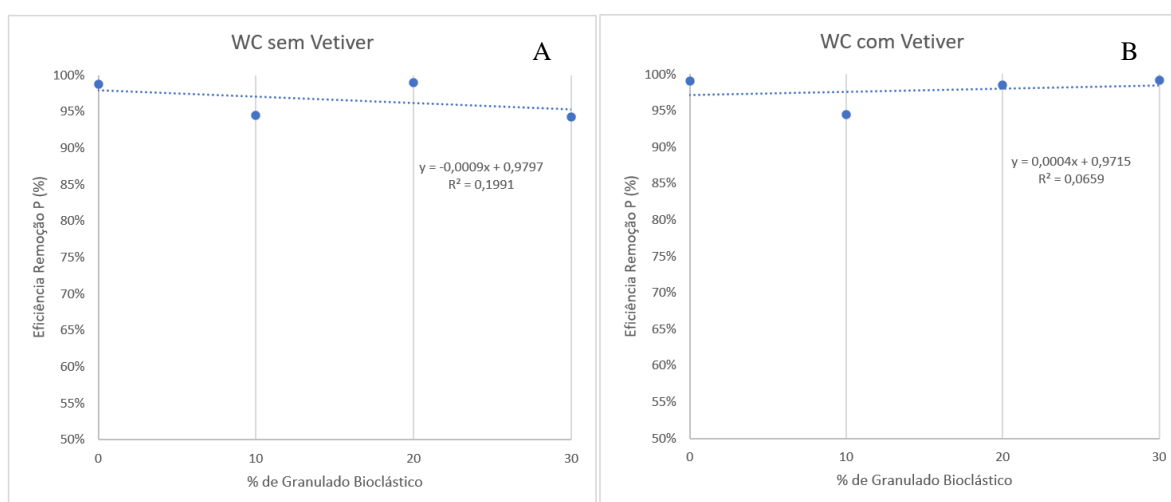 WC sem Vetiver
A
100%
95%
90%
85%
80%
75%
70%
65%
60%
55%
50%
Eficiência Remoção P (%)
y = -0,0009x + 0,9797
R² = 0,1991
0 10 20 30
% de Granulado Bioclástico
WC com Vetiver
B
100%
95%
90%
85%
80%
75%
70%
65%
60%
55%
50%
Eficiência Remoção P (%)
y = 0,0004x + 0,9715
R² = 0,0659
0 10 20 30
% de Granulado Bioclástico